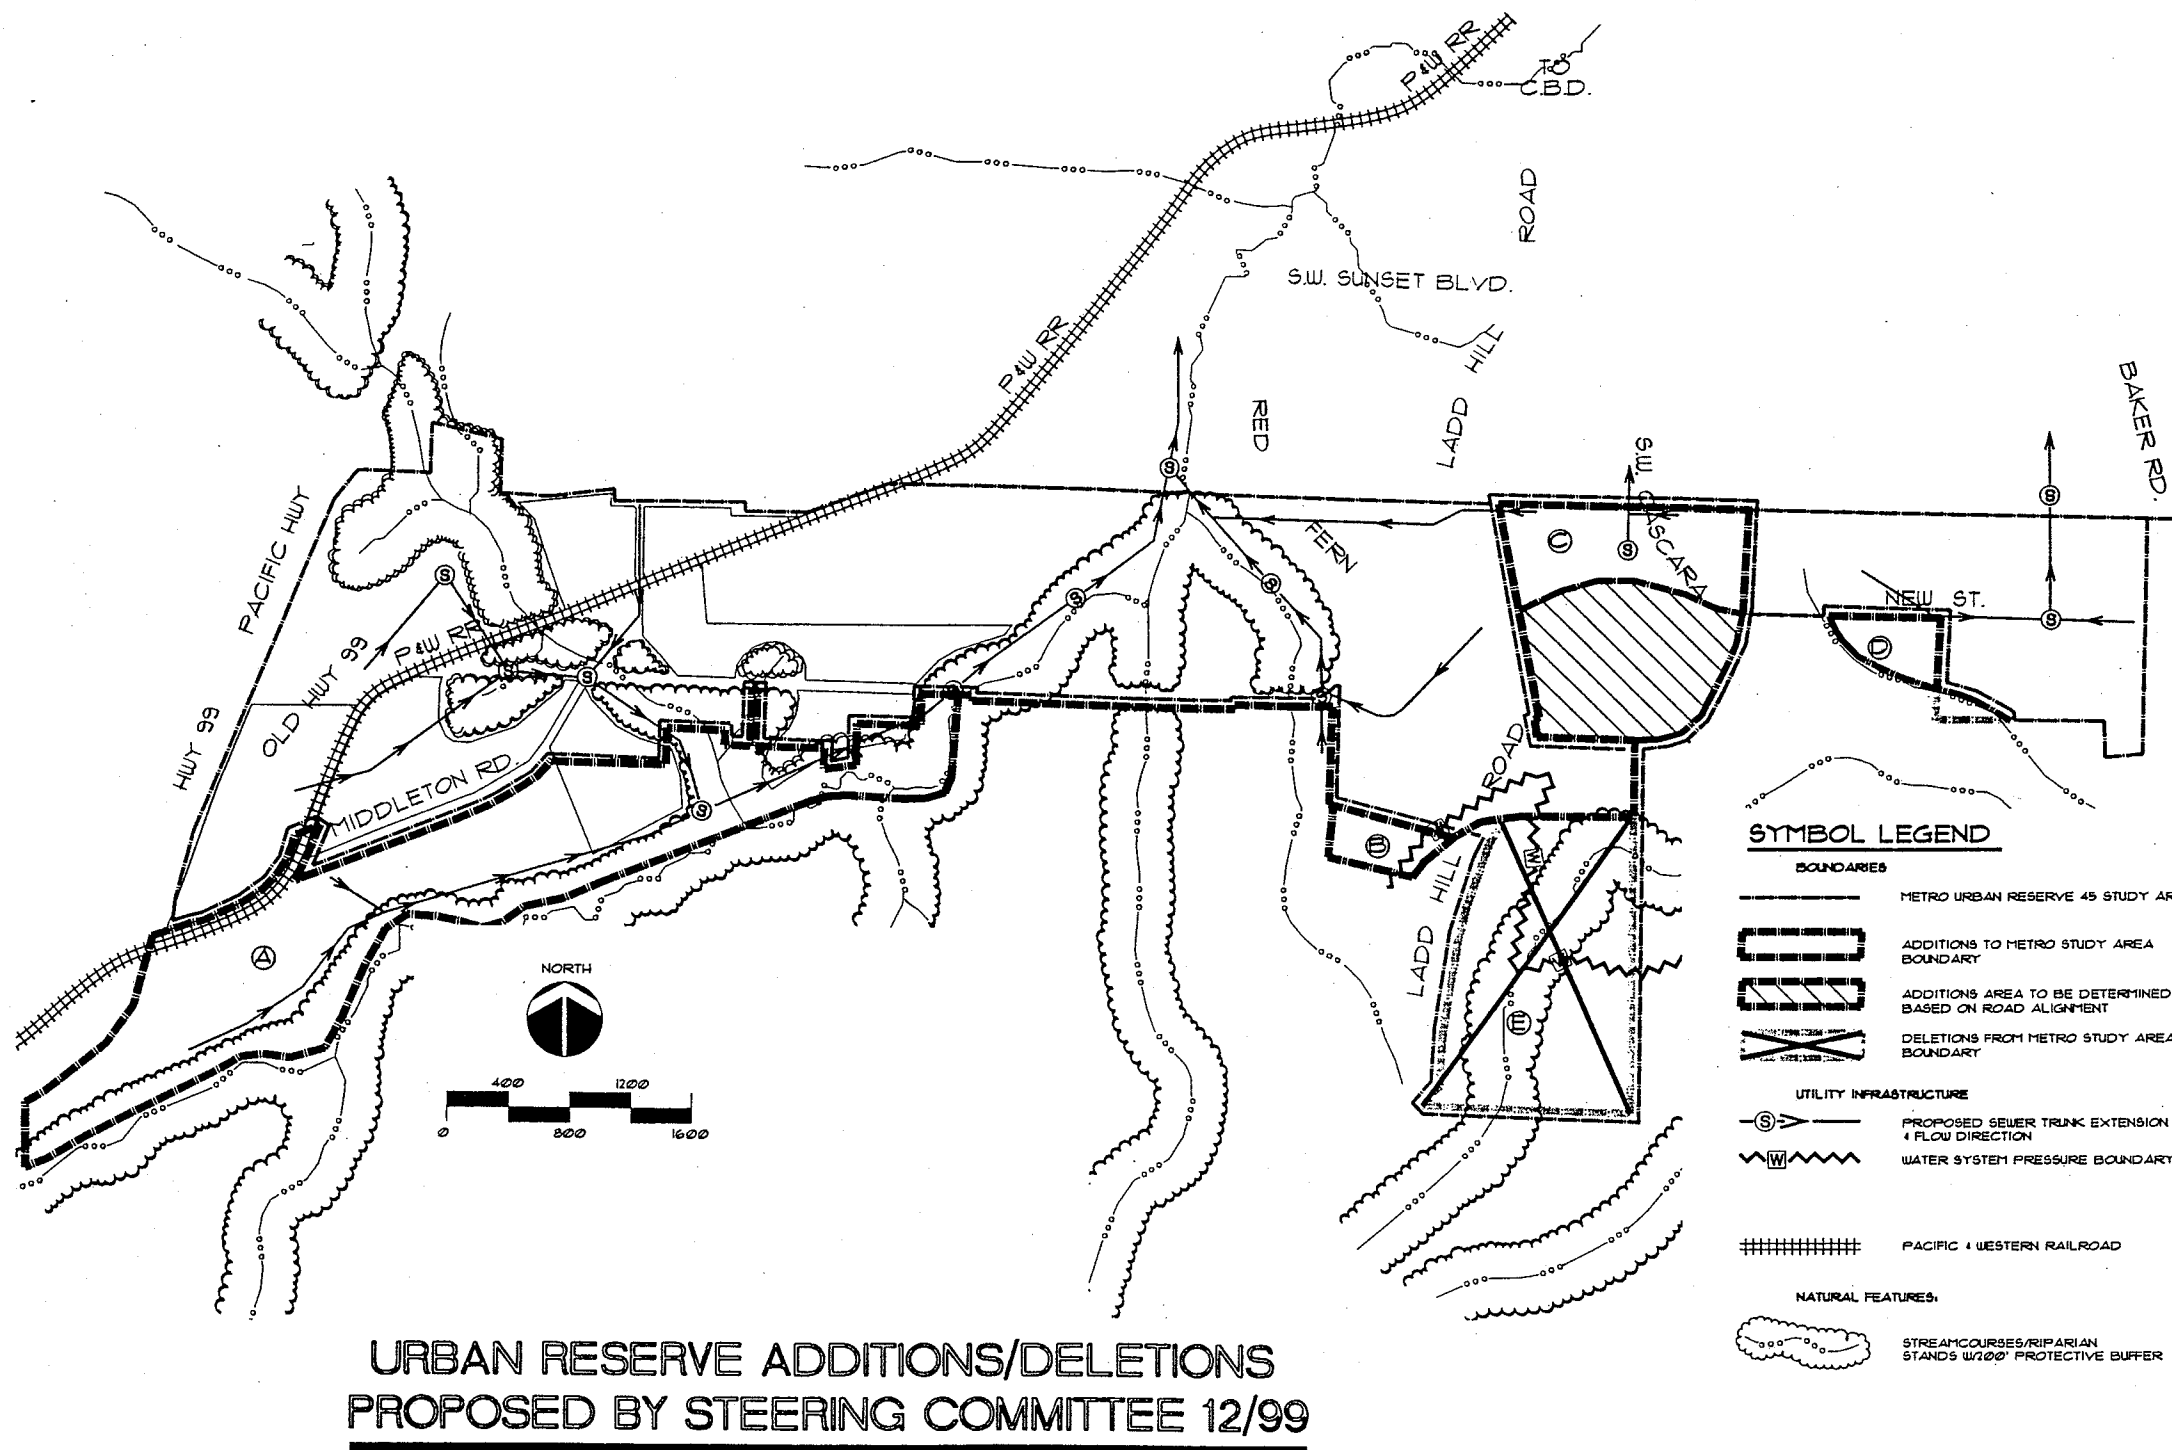 P&W RR
TO
C.B.D.
ROAD
S.W. SUNSET BLVD.
P&W RR
HILL
LADD
RED
BAKER RD.
S.W.
CASCARA
FERN
PACIFIC HWY
HWY 99
OLD HWY 99
P&W RR
MIDDLETON RD.
NEW ST.
S
S
S
S
S
S
S
S
S
S
C
D
B
A
E
W
W
ROAD
HILL
LADD
NORTH
400 1200
0 800 1600
SYMBOL LEGEND
BOUNDARIES
METRO URBAN RESERVE 45 STUDY AR
ADDITIONS TO METRO STUDY AREA
BOUNDARY
ADDITIONS AREA TO BE DETERMINED
BASED ON ROAD ALIGNMENT
DELETIONS FROM METRO STUDY AREA
BOUNDARY
UTILITY INFRASTRUCTURE
S PROPOSED SEWER TRUNK EXTENSION
& FLOW DIRECTION
W WATER SYSTEM PRESSURE BOUNDARY
PACIFIC & WESTERN RAILROAD
NATURAL FEATURES:
STREAMCOURSES/RIPARIAN
STANDS W/200' PROTECTIVE BUFFER
URBAN RESERVE ADDITIONS/DELETIONS
PROPOSED BY STEERING COMMITTEE 12/99